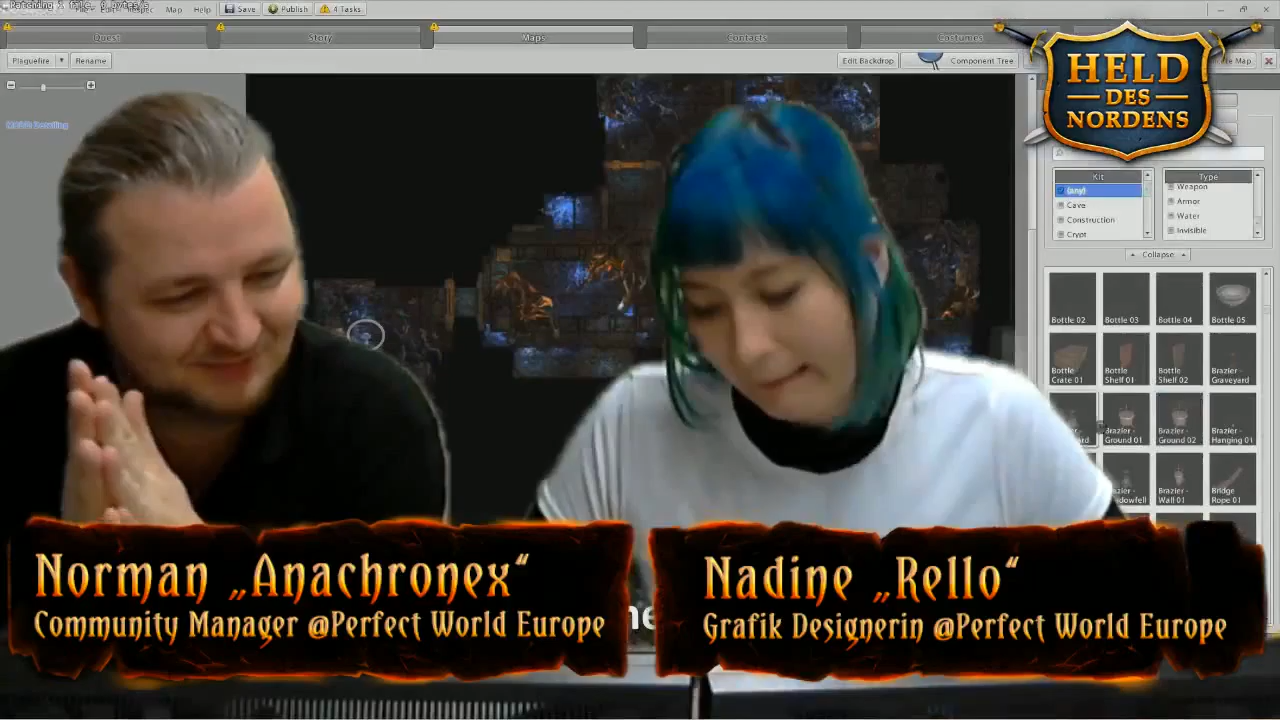 Map
Save
Publish
4 Tasks
Quest
Story
Maps
Contacts
Costumes
Plaguefire
Rename
Edit Backdrop
Component Tree
Map
HELD
DES
NORDENS
Kit
Type
(any)
Cave
Construction
Crypt
Weapon
Armor
Water
Invisible
Collapse
Bottle 02
Bottle 03
Bottle 04
Bottle 05
Bottle
Crate 01
Bottle
Shelf 01
Bottle
Shelf 02
Brazier -
Graveyard
Brazier -
Ground 01
Brazier -
Ground 02
Brazier -
Hanging 01
Brazier -
Wall 01
Bridge
Rope 01
Norman „Anachronex“
Community Manager @Perfect World Europe
Nadine „Rello“
Grafik Designerin @Perfect World Europe